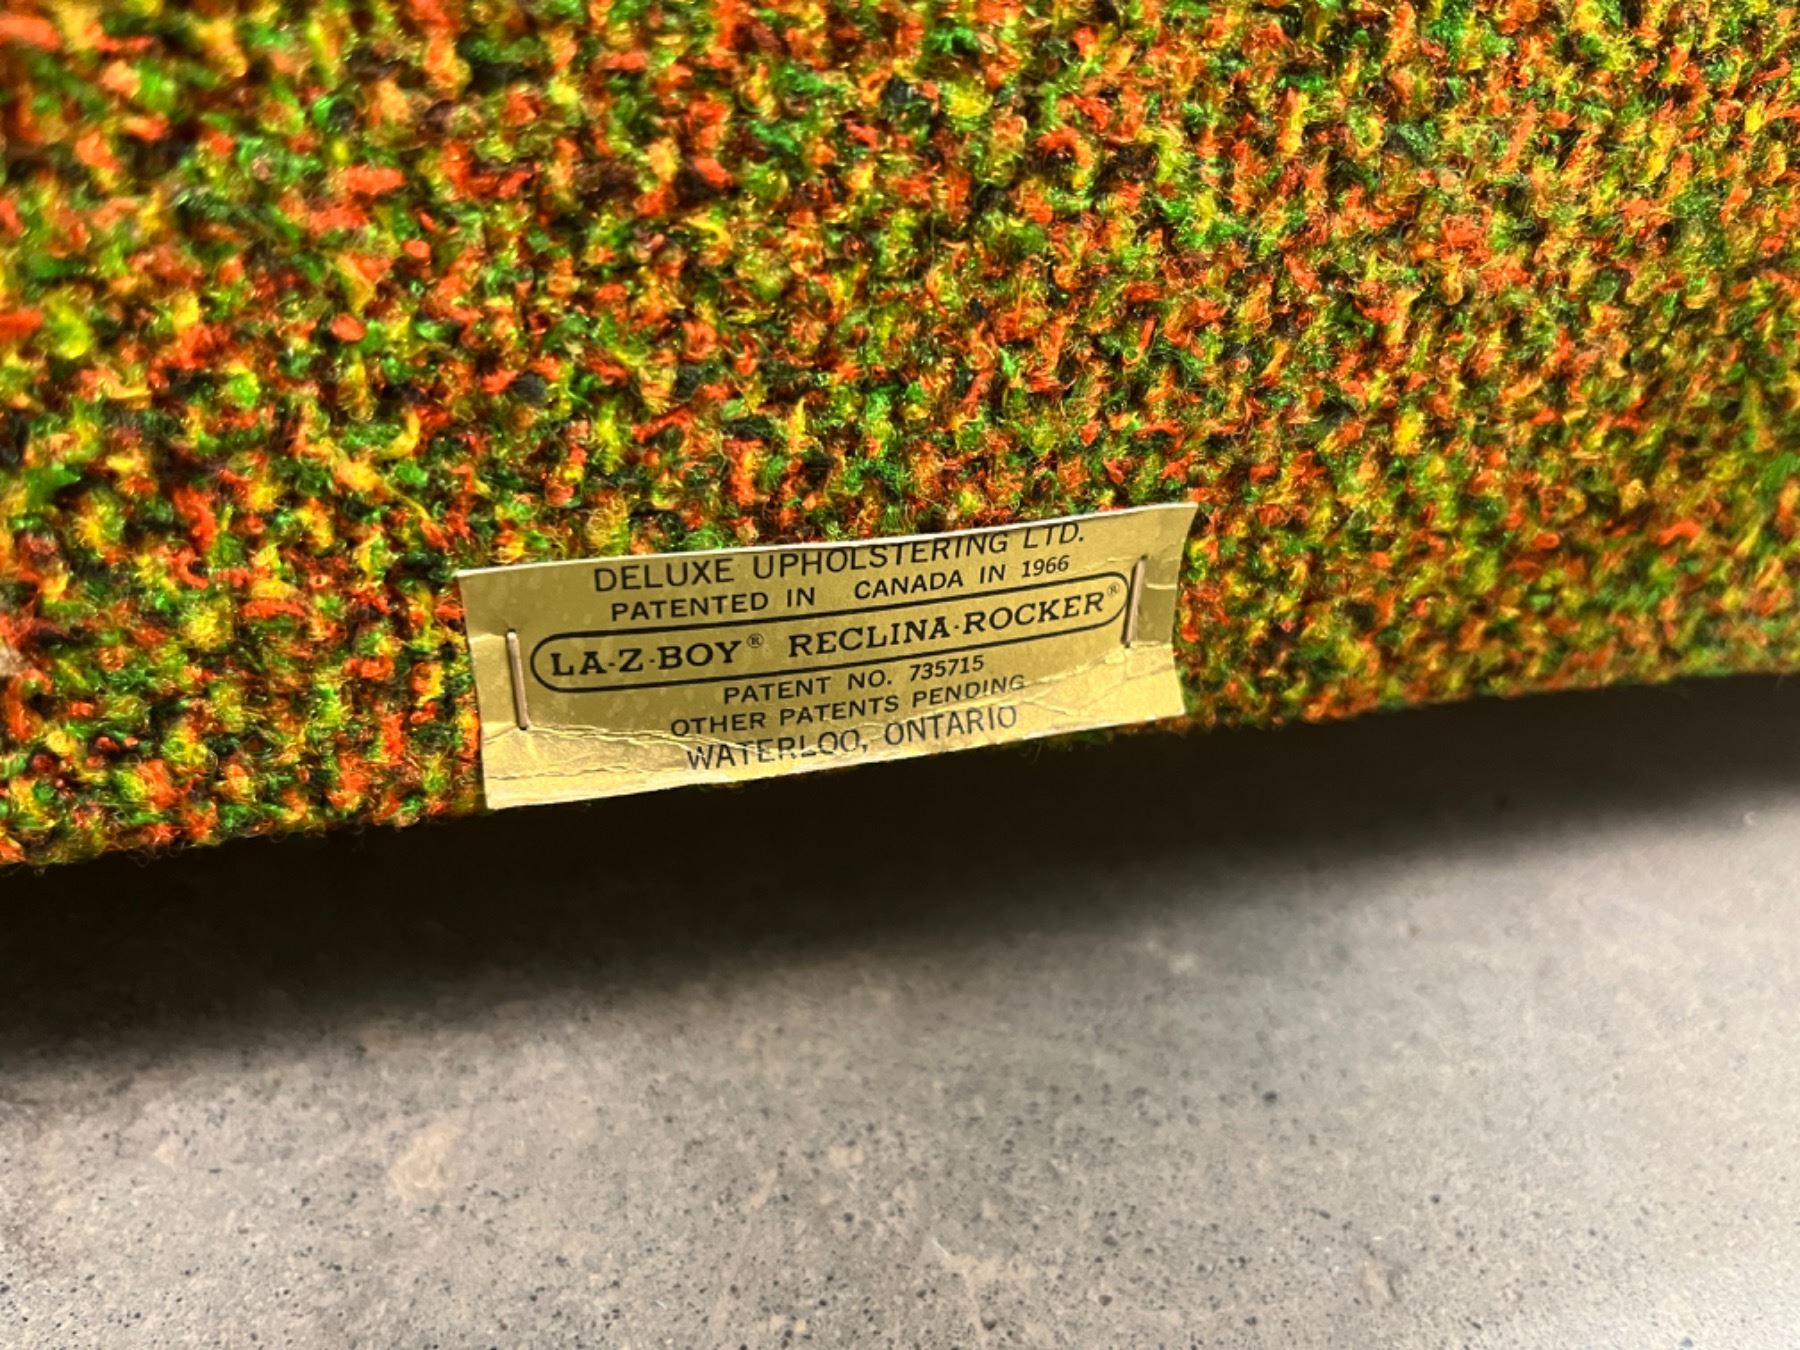 DELUXE UPHOLSTERING LTD.
PATENTED IN CANADA IN 1966
LA-Z-BOY® RECLINA-ROCKER®
PATENT NO. 735715
OTHER PATENTS PENDING
WATERLOO, ONTARIO